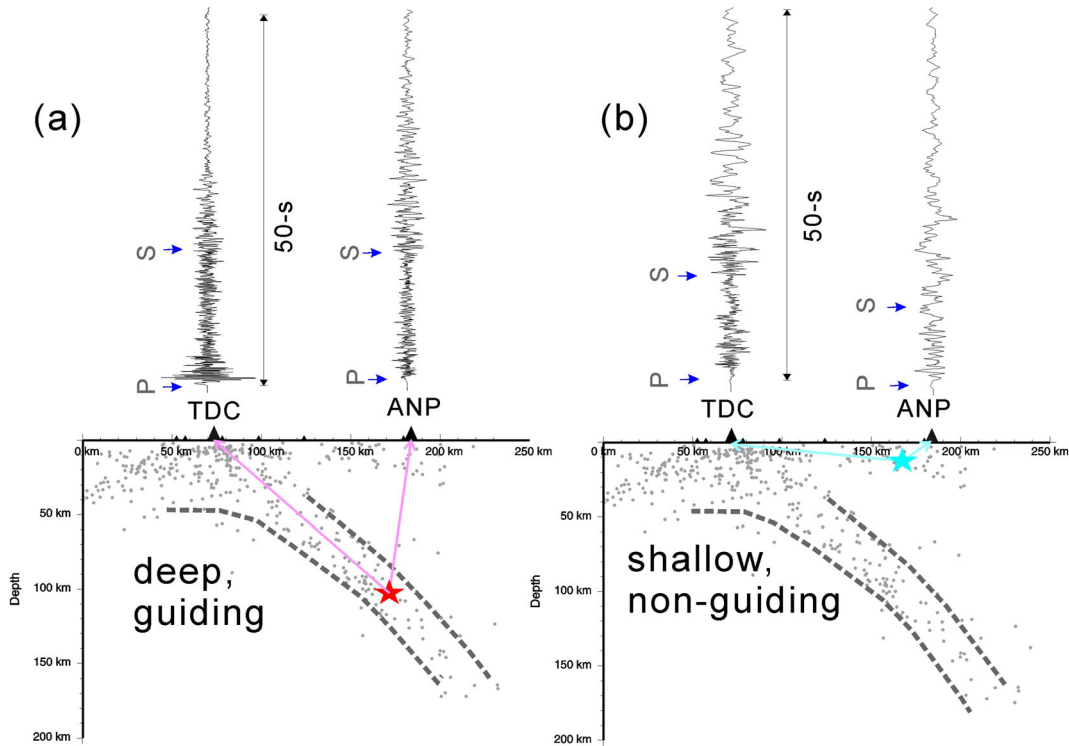 (a)
50-s
S
S
P
P
TDC
ANP
0 km
50 km
100 km
150 km
200 km
250 km
50 km
100 km
150 km
200 km
Depth
deep,
guiding
(b)
50-s
S
S
P
P
TDC
ANP
0 km
50 km
100 km
150 km
200 km
250 km
50 km
100 km
150 km
200 km
Depth
shallow,
non-guiding